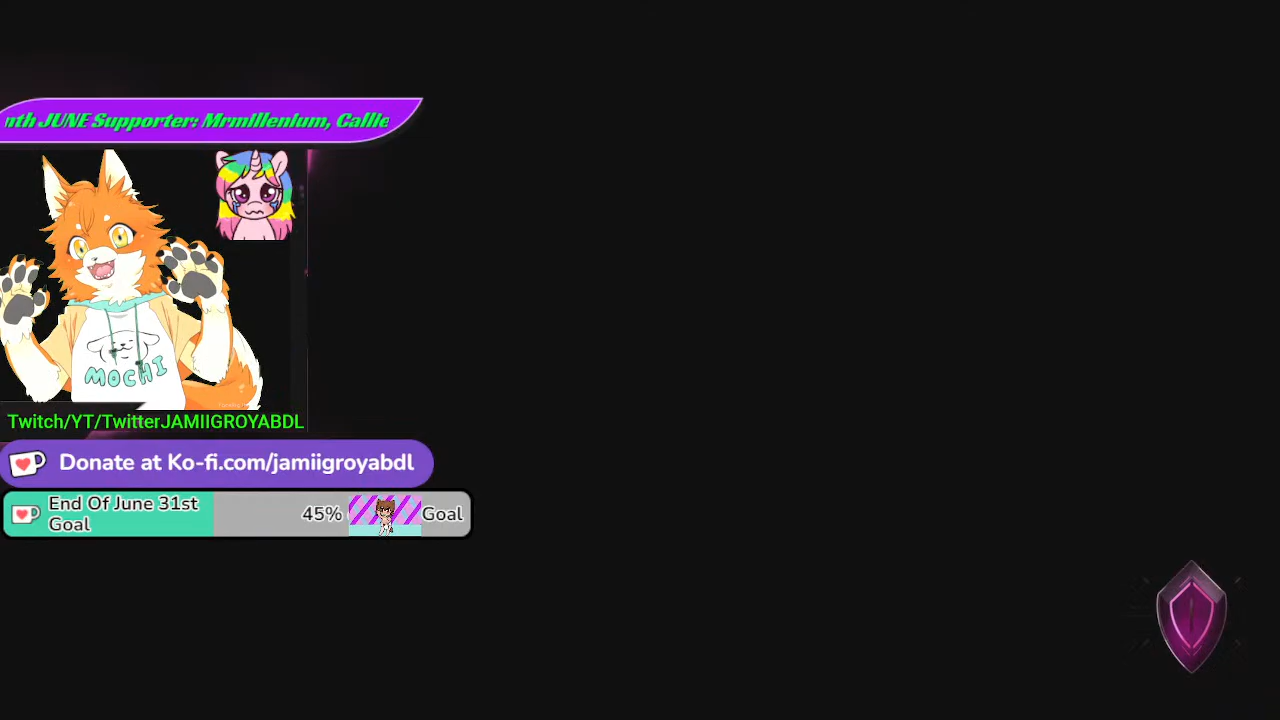 nth JUNE Supporter: Mrmillenium, Callie
MOCHI
Twitch/YT/TwitterJAMIIGROYABDL
Donate at Ko-fi.com/jamiigroyabdl
End Of June 31st
Goal
45%
Goal